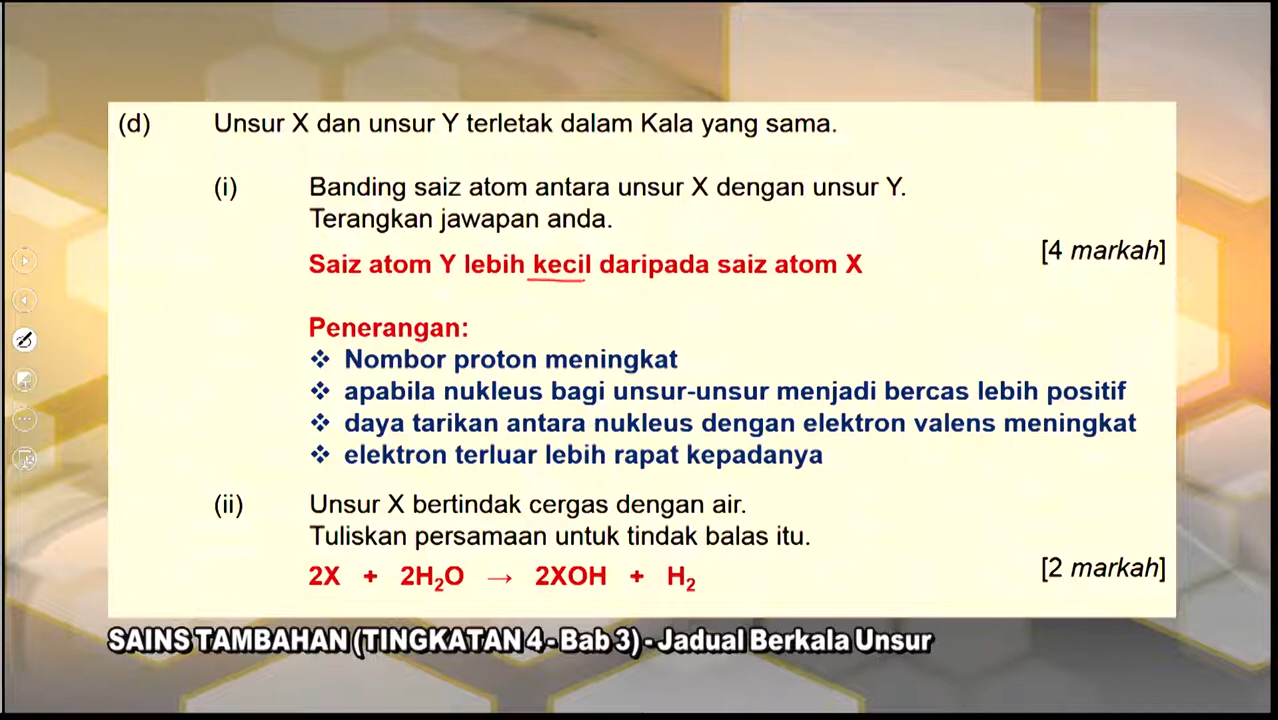 (d) Unsur X dan unsur Y terletak dalam Kala yang sama.
(i) Banding saiz atom antara unsur X dengan unsur Y.
Terangkan jawapan anda.
[4 markah]
Saiz atom Y lebih kecil daripada saiz atom X
Penerangan:
❖ Nombor proton meningkat
❖ apabila nukleus bagi unsur-unsur menjadi bercas lebih positif
❖ daya tarikan antara nukleus dengan elektron valens meningkat
❖ elektron terluar lebih rapat kepadanya
(ii) Unsur X bertindak cergas dengan air.
Tuliskan persamaan untuk tindak balas itu.
[2 markah]
2X + 2H₂O → 2XOH + H₂
SAINS TAMBAHAN (TINGKATAN 4 - Bab 3) - Jadual Berkala Unsur